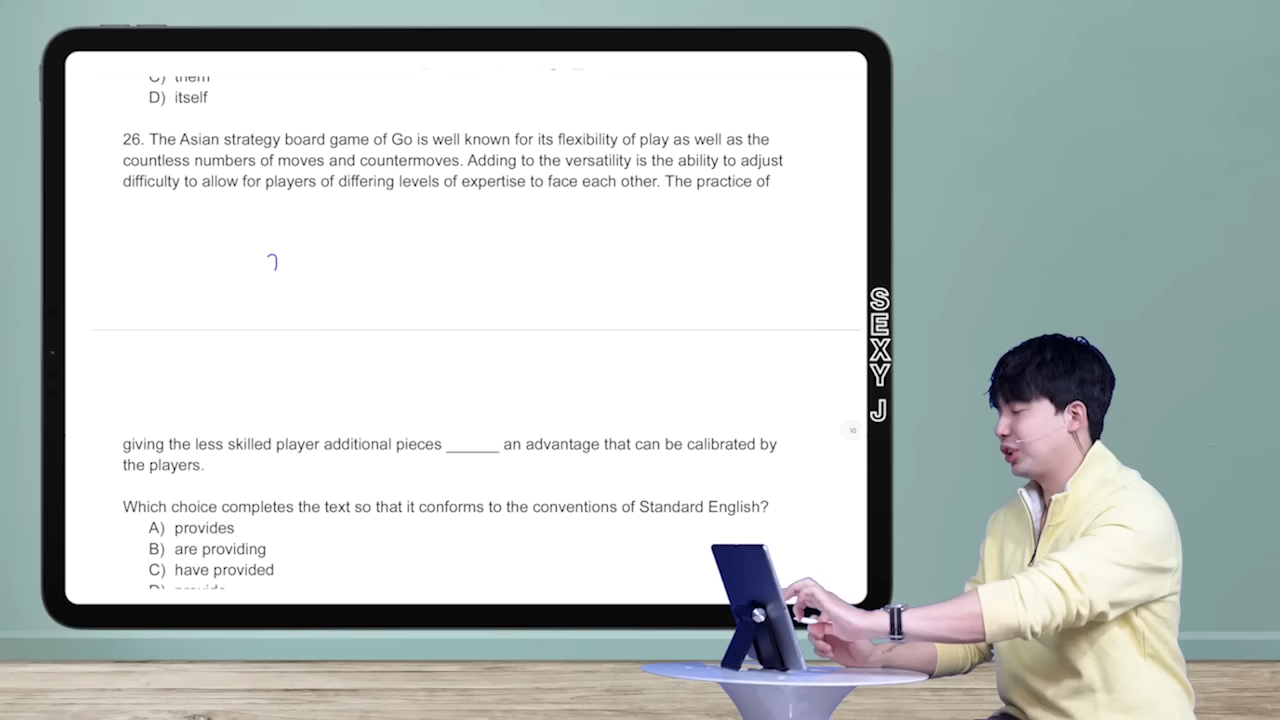 C) them
D) itself
26. The Asian strategy board game of Go is well known for its flexibility of play as well as the
countless numbers of moves and countermoves. Adding to the versatility is the ability to adjust
difficulty to allow for players of differing levels of expertise to face each other. The practice of
giving the less skilled player additional pieces ______ an advantage that can be calibrated by
the players.
Which choice completes the text so that it conforms to the conventions of Standard English?
A) provides
B) are providing
C) have provided
D) provide
SEXY J